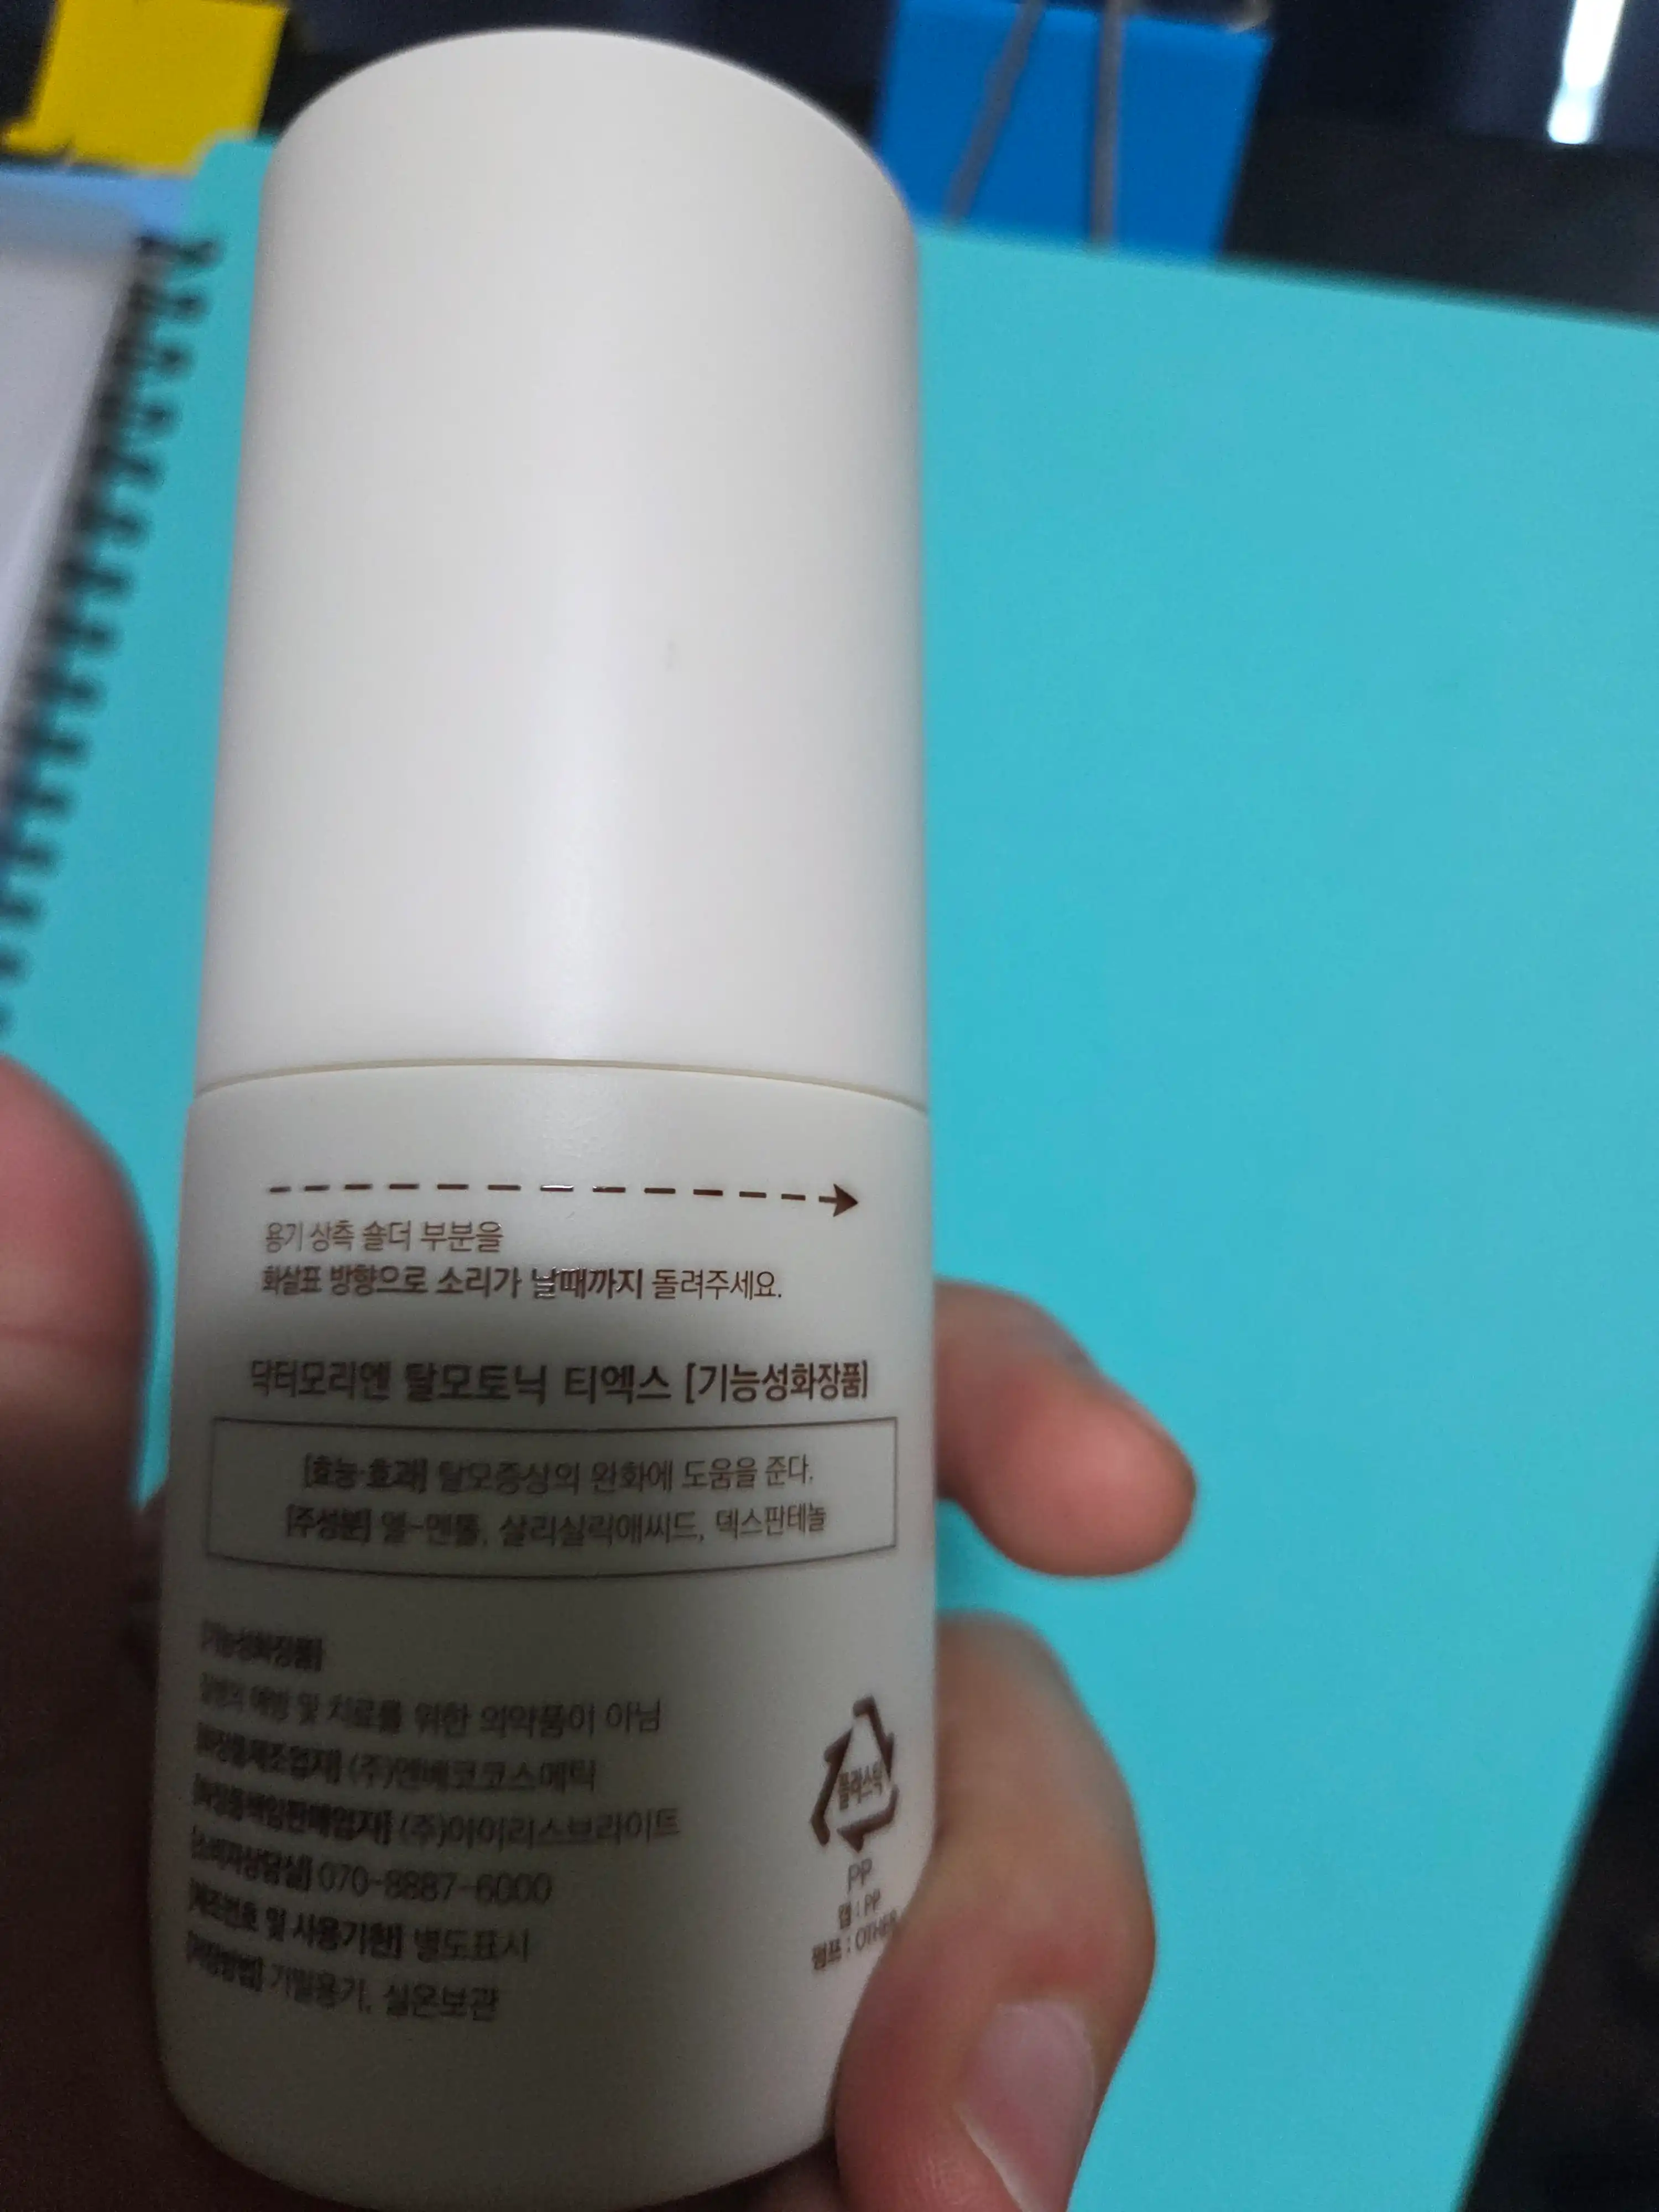 용기 상측 숄더 부분을
화살표 방향으로 소리가 날때까지 돌려주세요.
닥터모리엔 탈모토닉 티엑스 [기능성화장품]
[효능·효과] 탈모증상의 완화에 도움을 준다.
[주성분] 엘-멘톨, 살리실릭애씨드, 덱스판테놀
[기능성화장품]
질병의 예방 및 치료를 위한 의약품이 아님
[화장품제조업자] (주)엔베코코스메틱
[화장품책임판매업자] (주)아이리스브라이트
[소비자상담실] 070-8887-6000
[제조번호 및 사용기한] 별도표시
[저장방법] 기밀용기, 실온보관
플라스틱
PP
캡 : PP
펌프 : OTHER